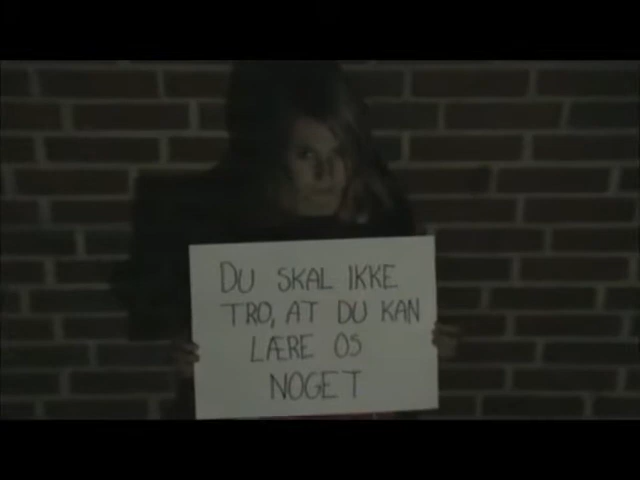 DU SKAL IKKE
TRO, AT DU KAN
LÆRE OS
NOGET